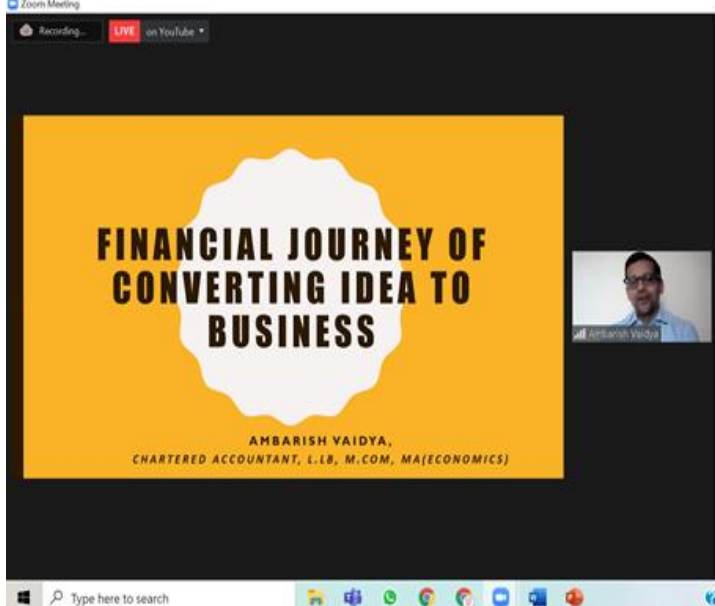 Zoom Meeting
Recording...
LIVE on YouTube
FINANCIAL JOURNEY OF
CONVERTING IDEA TO
BUSINESS
Ambarish Vaidya
AMBARISH VAIDYA,
CHARTERED ACCOUNTANT, L.LB, M.COM, MA(ECONOMICS)
Type here to search